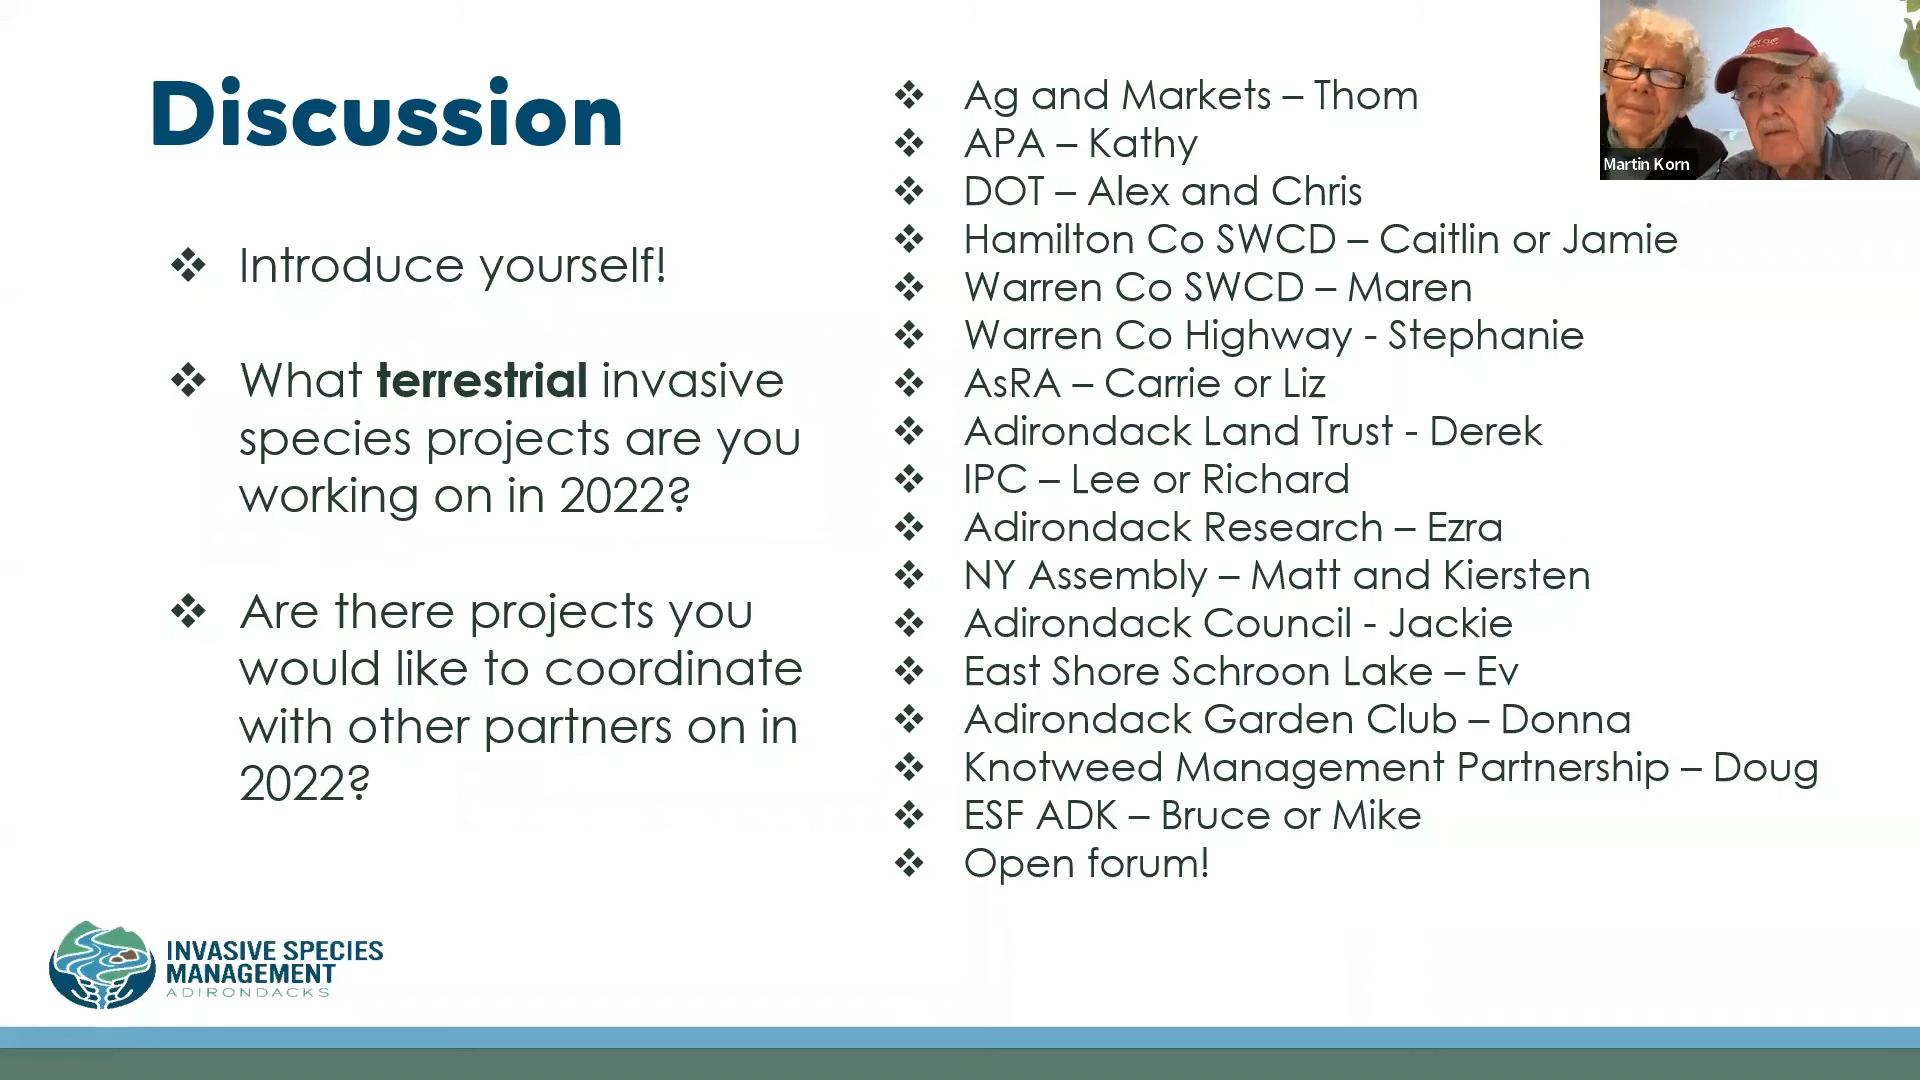 Discussion
Introduce yourself!
What terrestrial invasive
species projects are you
working on in 2022?
Are there projects you
would like to coordinate
with other partners on in
2022?
Ag and Markets – Thom
APA – Kathy
DOT – Alex and Chris
Hamilton Co SWCD – Caitlin or Jamie
Warren Co SWCD – Maren
Warren Co Highway - Stephanie
AsRA – Carrie or Liz
Adirondack Land Trust - Derek
IPC – Lee or Richard
Adirondack Research – Ezra
NY Assembly – Matt and Kiersten
Adirondack Council - Jackie
East Shore Schroon Lake – Ev
Adirondack Garden Club – Donna
Knotweed Management Partnership – Doug
ESF ADK – Bruce or Mike
Open forum!
Martin Korn
INVASIVE SPECIES
MANAGEMENT
ADIRONDACKS